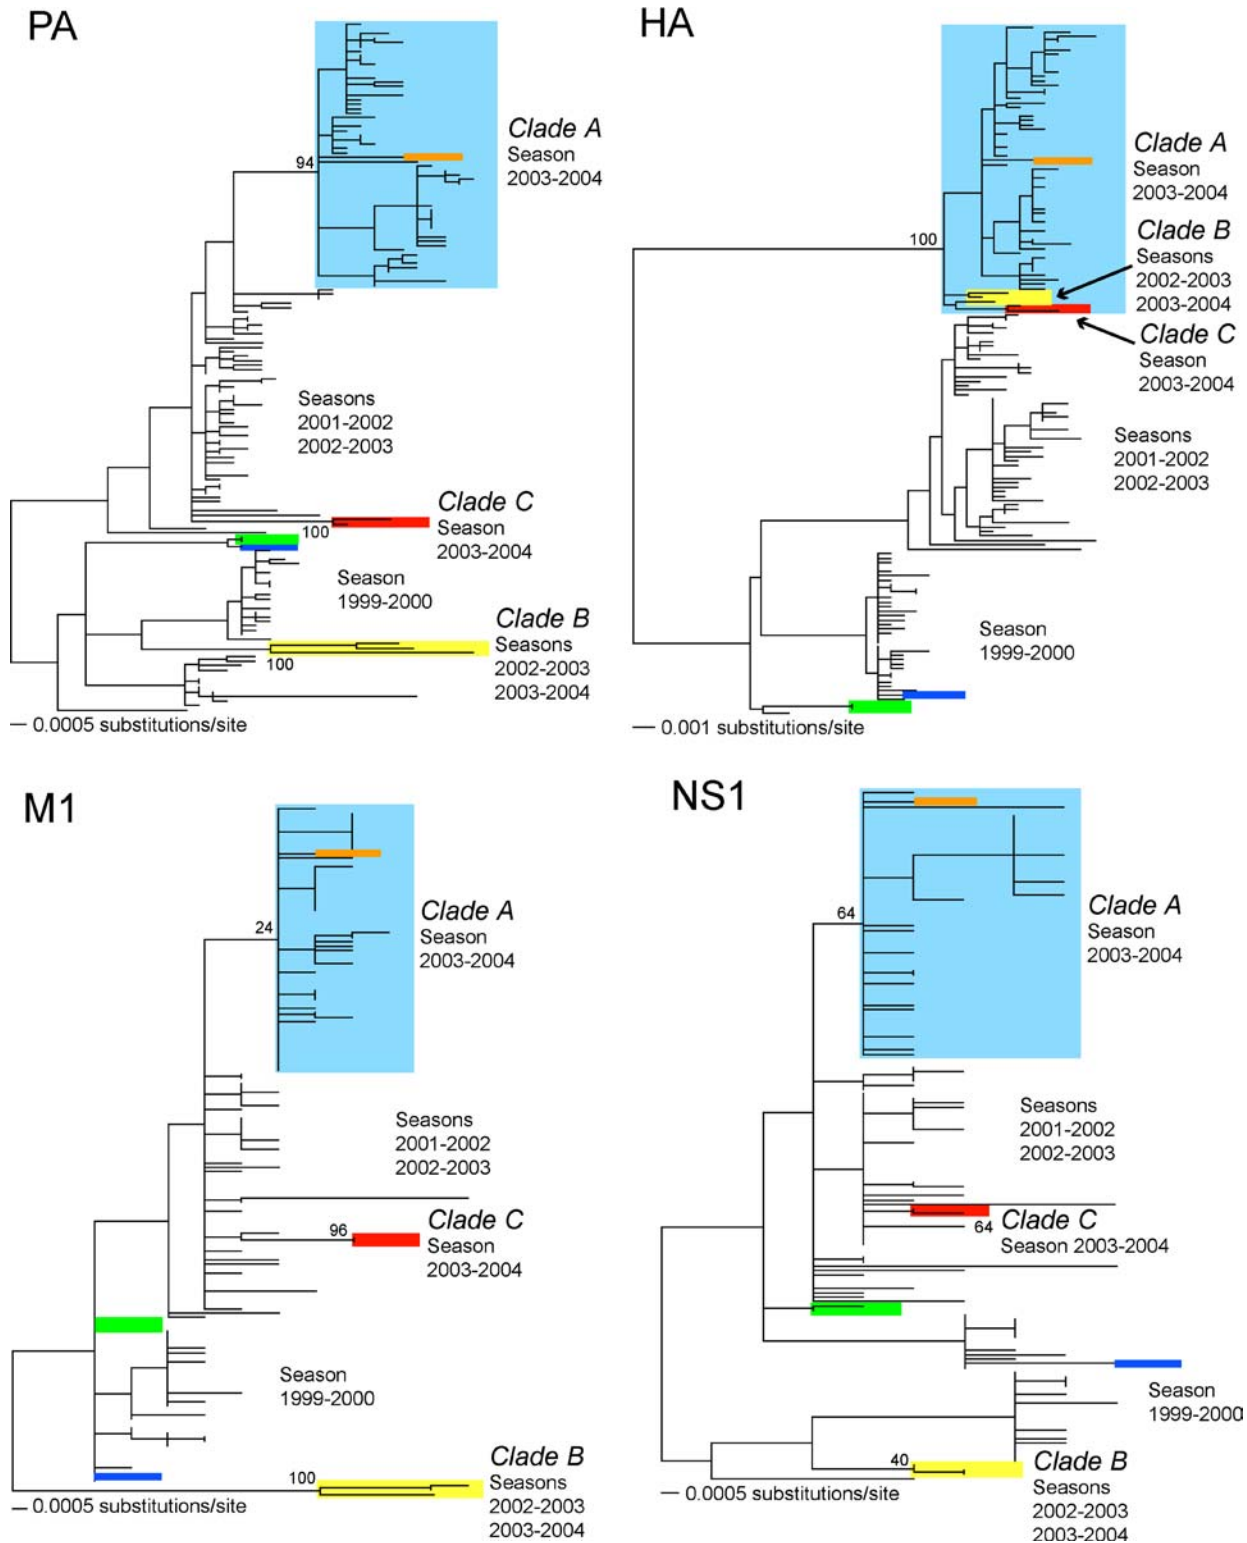 PA
94
Clade A
Season
2003-2004
Seasons
2001-2002
2002-2003
Clade C
Season
2003-2004
100
Season
1999-2000
Clade B
Seasons
2002-2003
2003-2004
100
0.0005 substitutions/site
HA
100
Clade A
Season
2003-2004
Clade B
Seasons
2002-2003
2003-2004
Clade C
Season
2003-2004
Seasons
2001-2002
2002-2003
Season
1999-2000
0.001 substitutions/site
M1
24
Clade A
Season
2003-2004
Seasons
2001-2002
2002-2003
96
Clade C
Season
2003-2004
Season
1999-2000
100
Clade B
Seasons
2002-2003
2003-2004
0.0005 substitutions/site
NS1
64
Clade A
Season
2003-2004
Seasons
2001-2002
2002-2003
64
Clade C
Season 2003-2004
Season
1999-2000
40
Clade B
Seasons
2002-2003
2003-2004
0.0005 substitutions/site